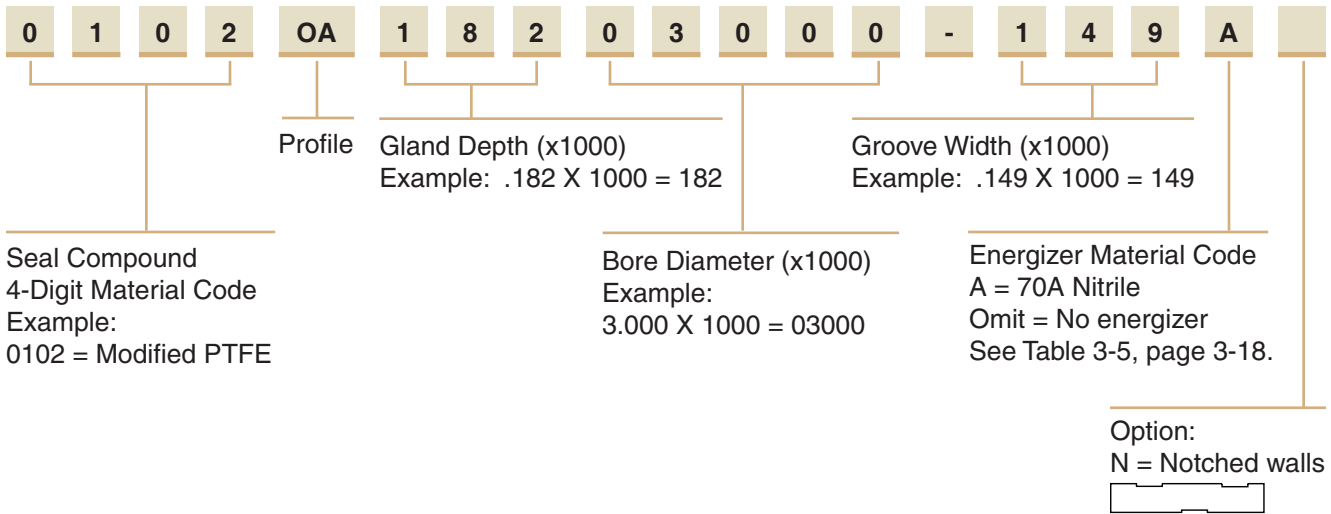 0 1 0 2 OA 1 8 2 0 3 0 0 0 - 1 4 9 A
Profile
Gland Depth (x1000)
Example: .182 X 1000 = 182
Groove Width (x1000)
Example: .149 X 1000 = 149
Seal Compound
4-Digit Material Code
Example:
0102 = Modified PTFE
Bore Diameter (x1000)
Example:
3.000 X 1000 = 03000
Energizer Material Code
A = 70A Nitrile
Omit = No energizer
See Table 3-5, page 3-18.
Option:
N = Notched walls